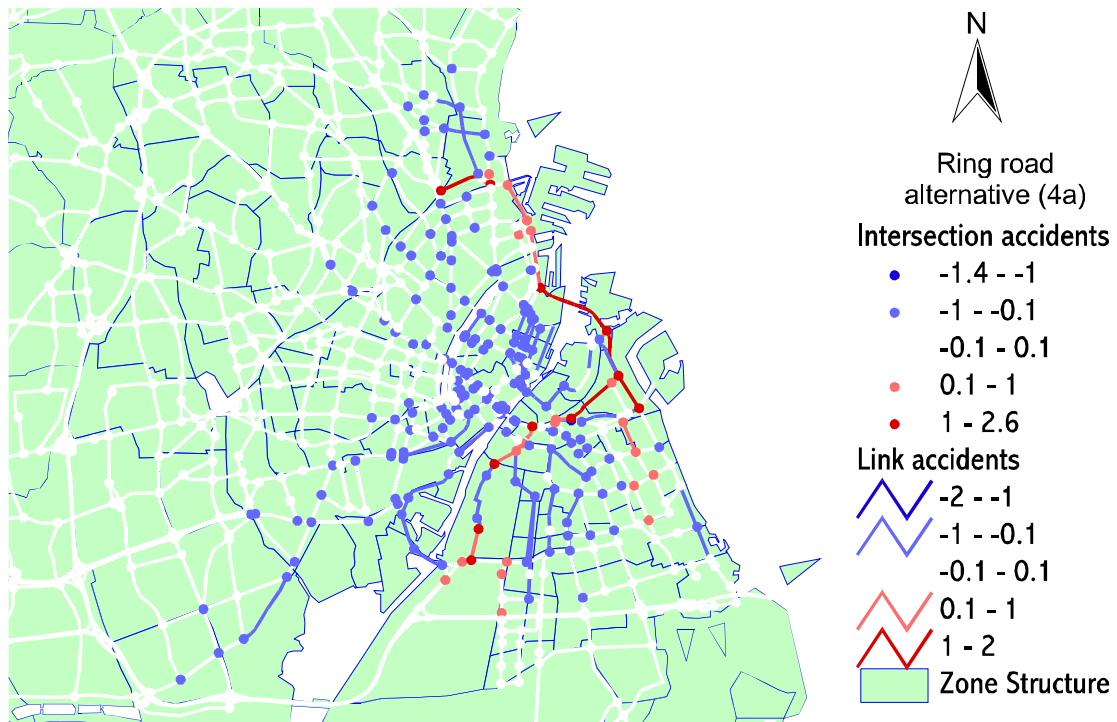 N
Ring road
alternative (4a)
Intersection accidents
-1.4 - -1
-1 - -0.1
-0.1 - 0.1
0.1 - 1
1 - 2.6
Link accidents
-2 - -1
-1 - -0.1
-0.1 - 0.1
0.1 - 1
1 - 2
Zone Structure